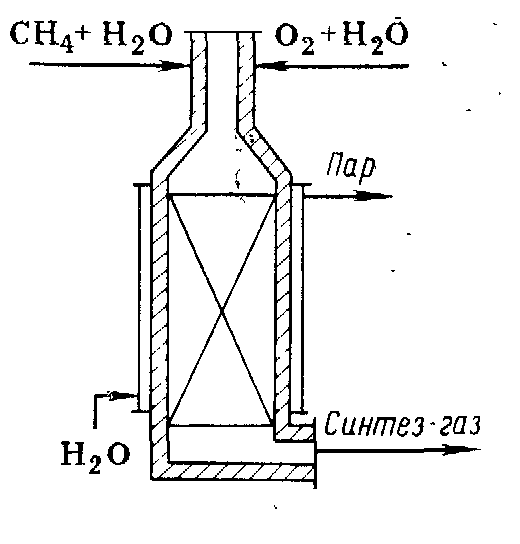 CH₄ + H₂O
O₂ + H₂O
Пар
H₂O
Синтез-газ